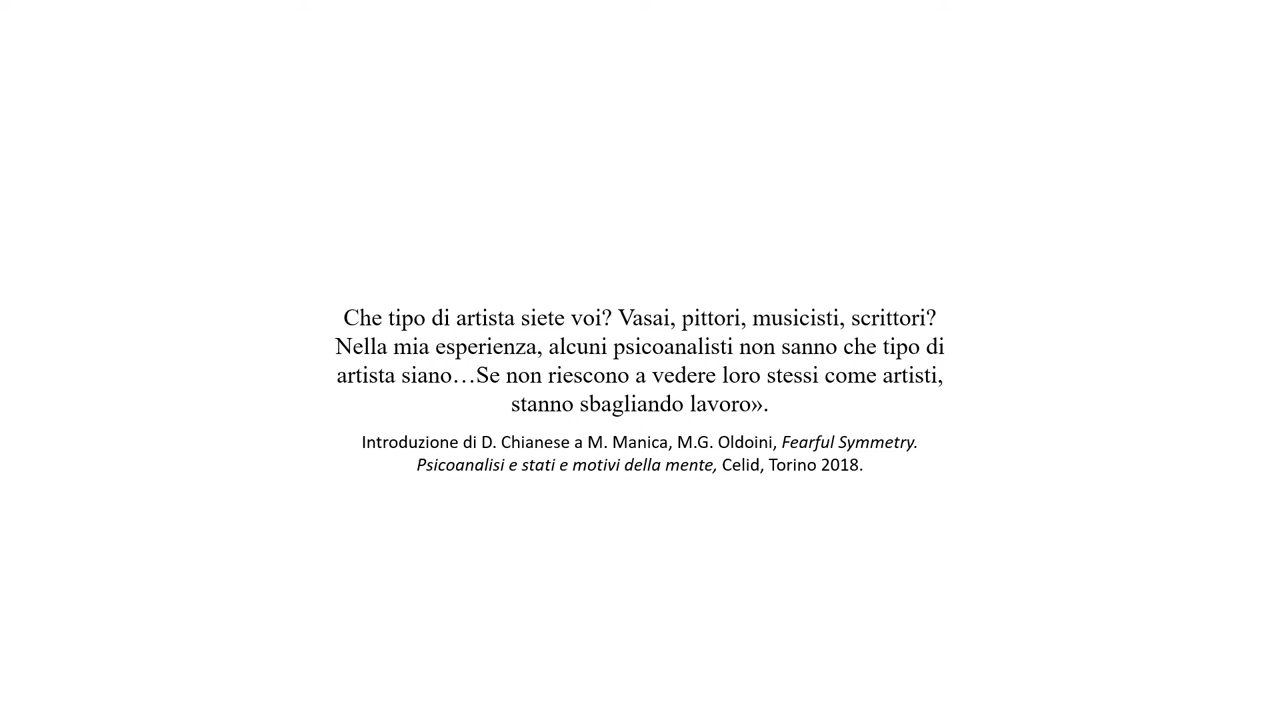 Che tipo di artista siete voi? Vasai, pittori, musicisti, scrittori?
Nella mia esperienza, alcuni psicoanalisti non sanno che tipo di
artista siano…Se non riescono a vedere loro stessi come artisti,
stanno sbagliando lavoro».
Introduzione di D. Chianese a M. Manica, M.G. Oldoini, Fearful Symmetry.
Psicoanalisi e stati e motivi della mente, Celid, Torino 2018.